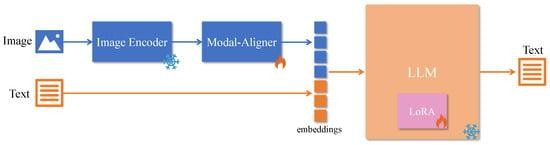 Image
Image Encoder
Modal-Aligner
Text
embeddings
LLM
LoRA
Text